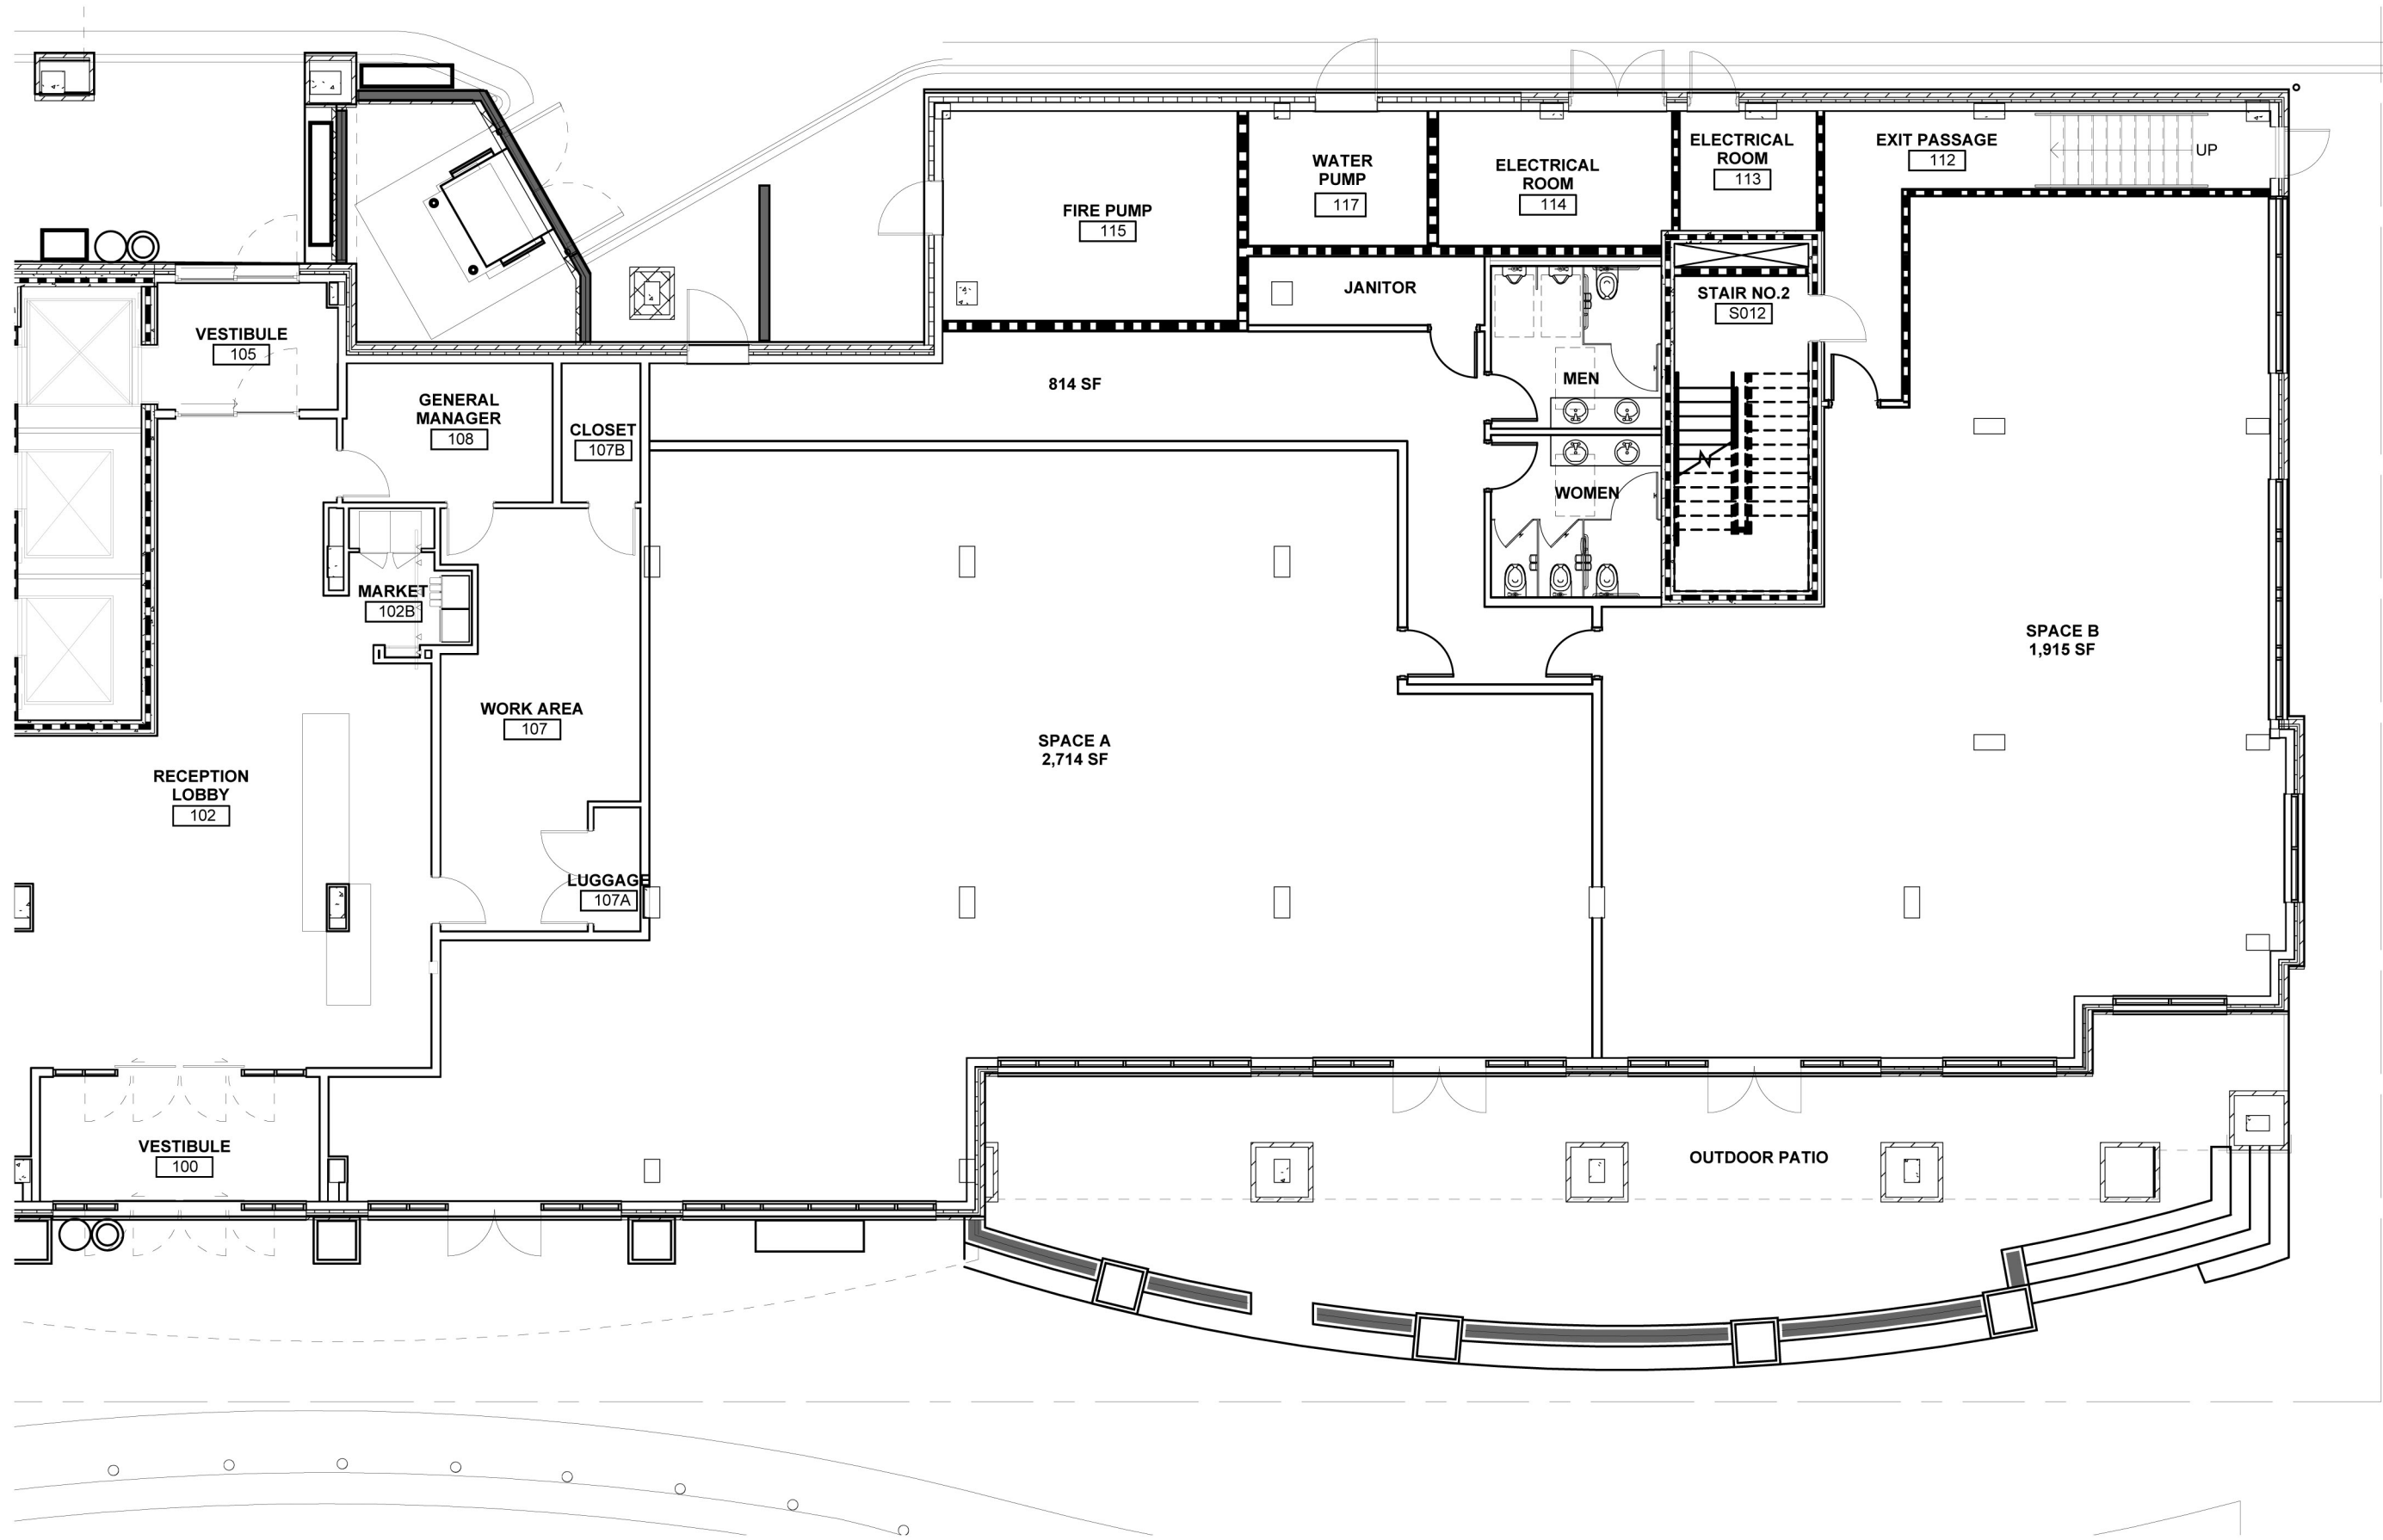 ELECTRICAL
ROOM
113
EXIT PASSAGE
112
UP
WATER
PUMP
117
ELECTRICAL
ROOM
114
FIRE PUMP
115
JANITOR
STAIR NO.2
S012
VESTIBULE
105
MEN
814 SF
GENERAL
MANAGER
108
CLOSET
107B
WOMEN
MARKET
102B
SPACE B
1,915 SF
WORK AREA
107
SPACE A
2,714 SF
RECEPTION
LOBBY
102
LUGGAGE
107A
VESTIBULE
100
OUTDOOR PATIO